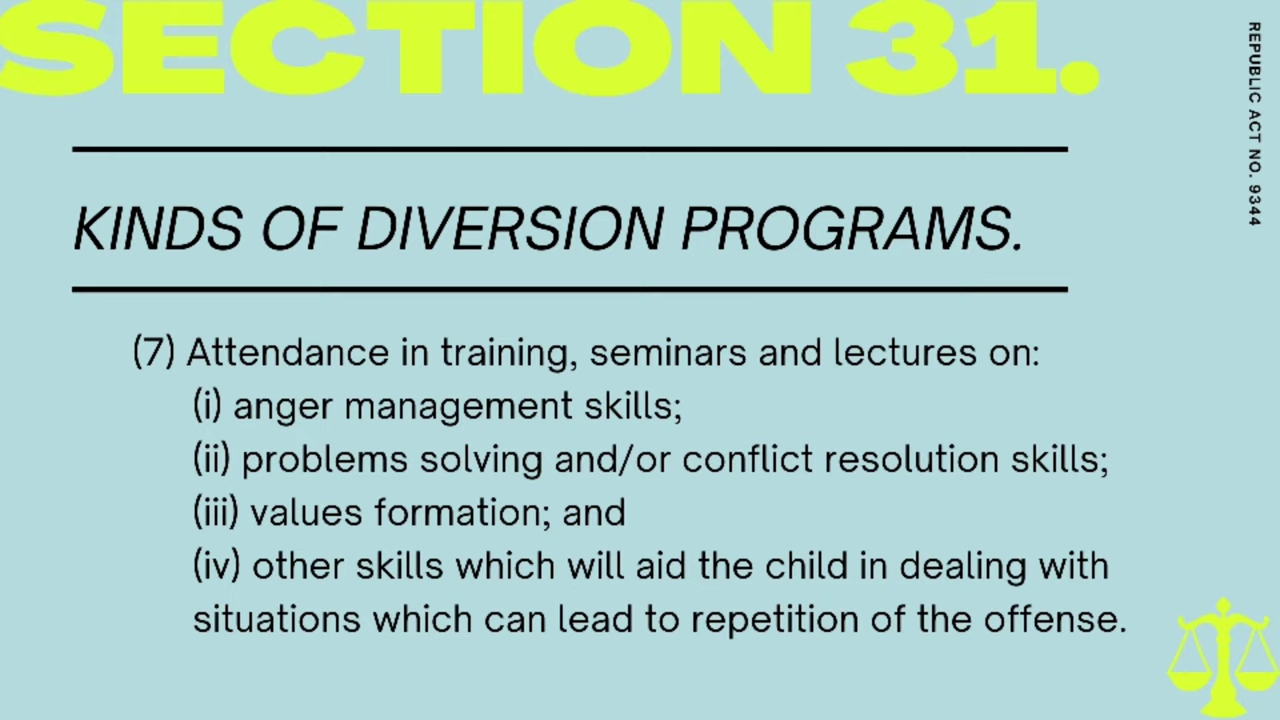 SECTION 31.
REPUBLIC ACT NO. 9344
KINDS OF DIVERSION PROGRAMS.
(7) Attendance in training, seminars and lectures on:
(i) anger management skills;
(ii) problems solving and/or conflict resolution skills;
(iii) values formation; and
(iv) other skills which will aid the child in dealing with
situations which can lead to repetition of the offense.